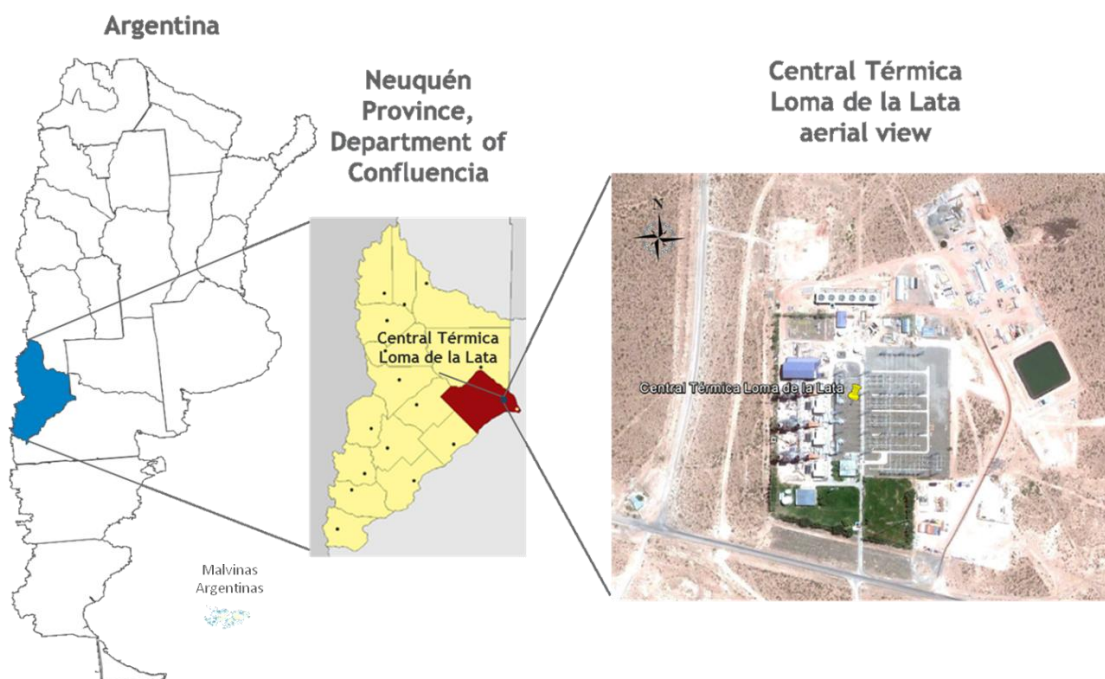 Argentina
Neuquén
Province,
Department of
Confluencia
Central Térmica
Loma de la Lata
aerial view
N
Central Térmica
Loma de la Lata
Central Térmica Loma de la Lata
Malvinas
Argentinas